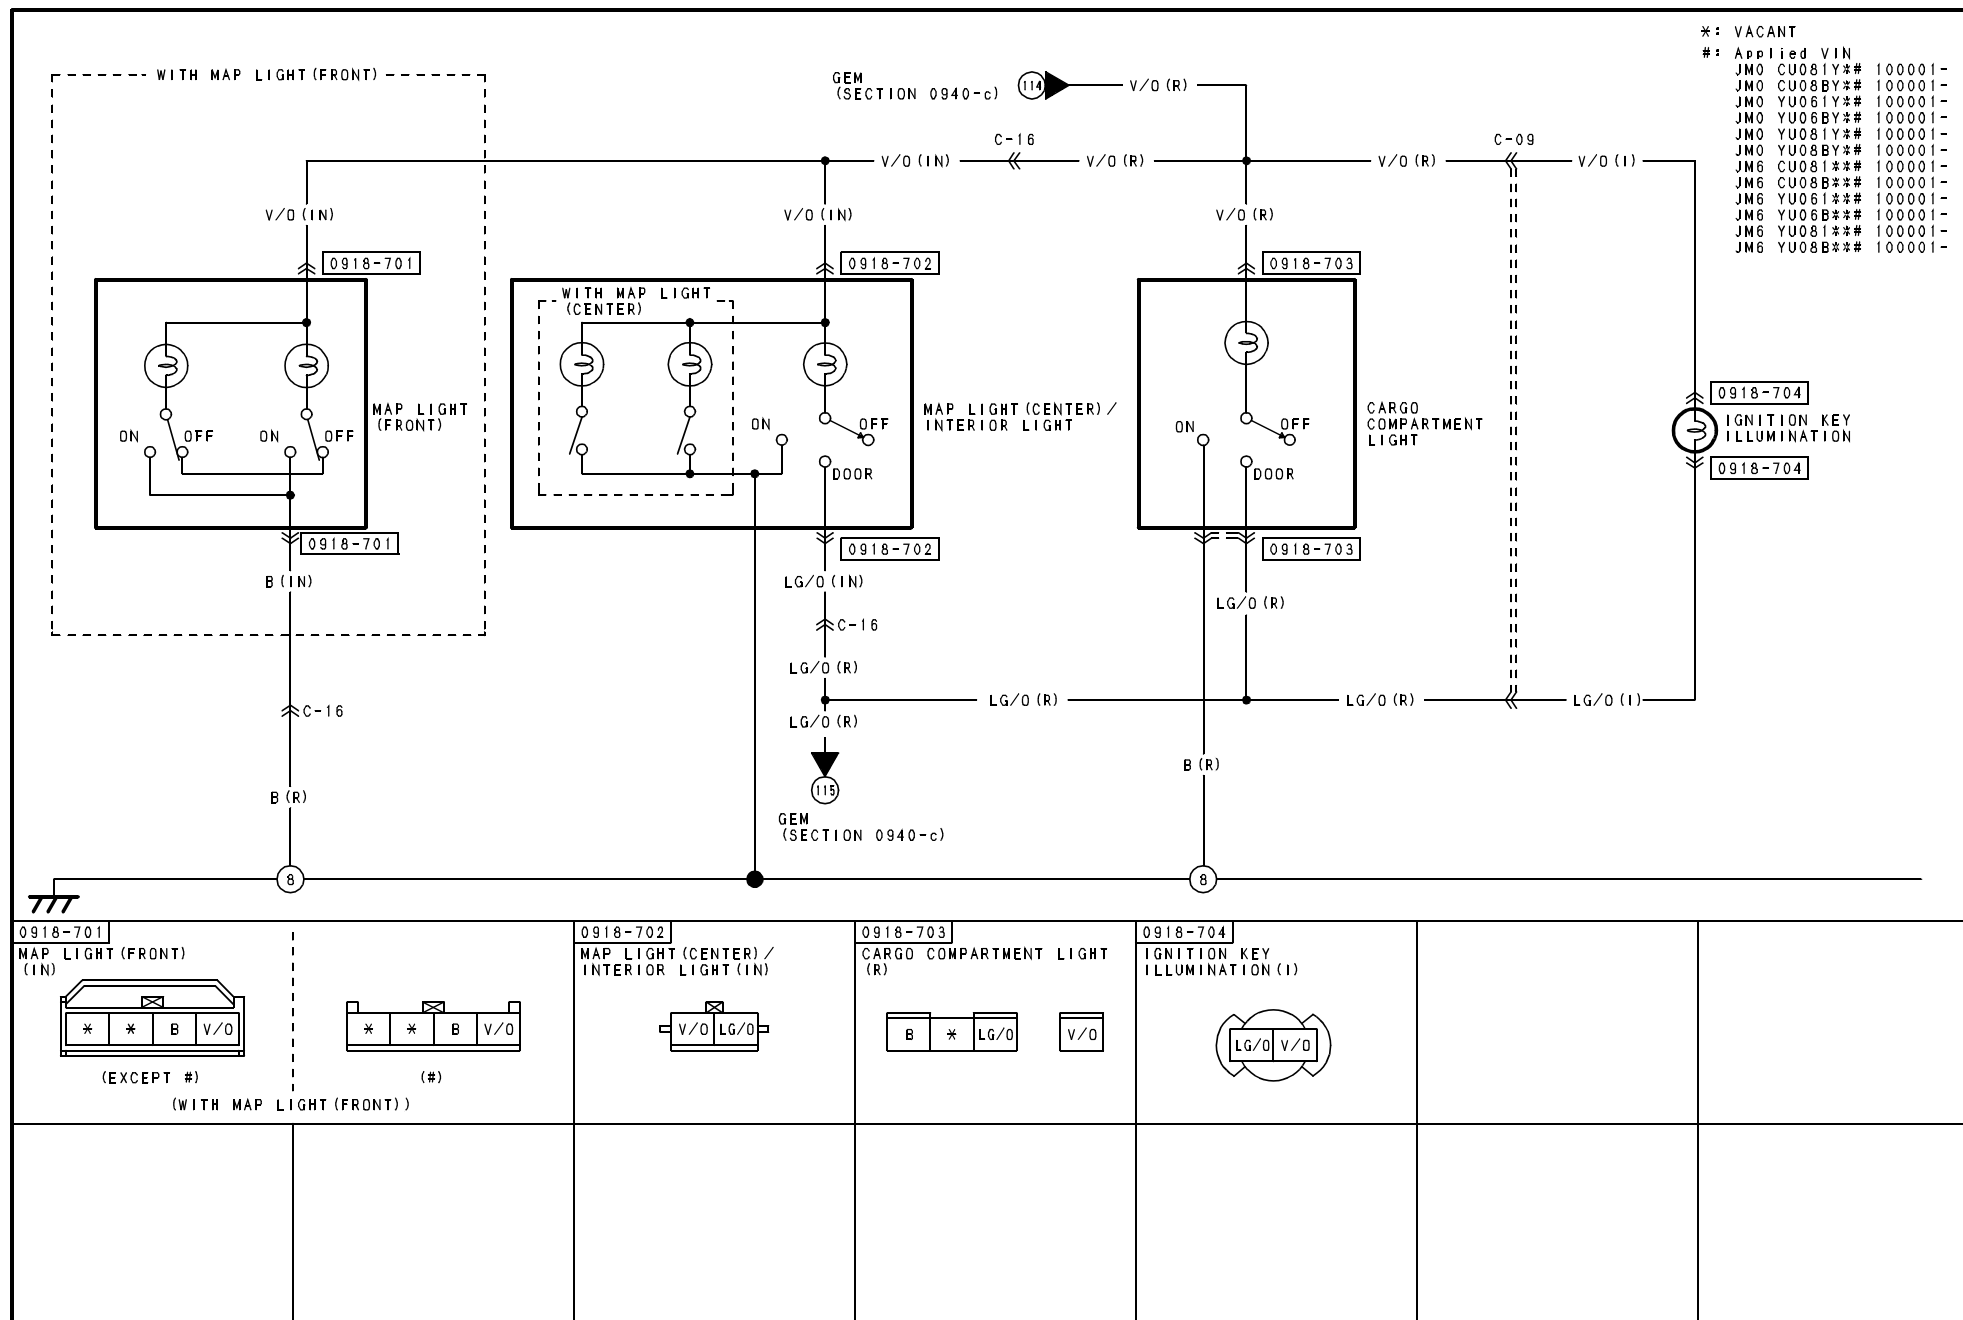 *: VACANT
#: Applied VIN
JM0 CU081Y*# 100001-
JM0 CU08BY*# 100001-
JM0 YU061Y*# 100001-
JM0 YU06BY*# 100001-
JM0 YU081Y*# 100001-
JM0 YU08BY*# 100001-
JM6 CU081**# 100001-
JM6 CU08B**# 100001-
JM6 YU061**# 100001-
JM6 YU06B**# 100001-
JM6 YU081**# 100001-
JM6 YU08B**# 100001-
WITH MAP LIGHT(FRONT)
GEM
(SECTION 0940-c)
114
V/O(R)
C-16
C-09
V/O(IN)
V/O(R)
V/O(R)
V/O(I)
V/O(IN)
V/O(IN)
V/O(R)
0918-701
0918-702
0918-703
WITH MAP LIGHT
(CENTER)
0918-704
MAP LIGHT
(FRONT)
MAP LIGHT(CENTER)/
INTERIOR LIGHT
CARGO
COMPARTMENT
LIGHT
IGNITION KEY
ILLUMINATION
ON
OFF
ON
OFF
ON
OFF
DOOR
ON
OFF
DOOR
0918-704
0918-701
0918-702
0918-703
B(IN)
LG/O(IN)
LG/O(R)
C-16
LG/O(R)
C-16
LG/O(R)
LG/O(R)
LG/O(I)
LG/O(R)
B(R)
115
B(R)
GEM
(SECTION 0940-c)
8
8
0918-701
MAP LIGHT(FRONT)
(IN)
* * B V/O
(EXCEPT #)
* * B V/O
(#)
(WITH MAP LIGHT(FRONT))
0918-702
MAP LIGHT(CENTER)/
INTERIOR LIGHT(IN)
V/O LG/O
0918-703
CARGO COMPARTMENT LIGHT
(R)
B * LG/O V/O
0918-704
IGNITION KEY
ILLUMINATION(I)
LG/O V/O